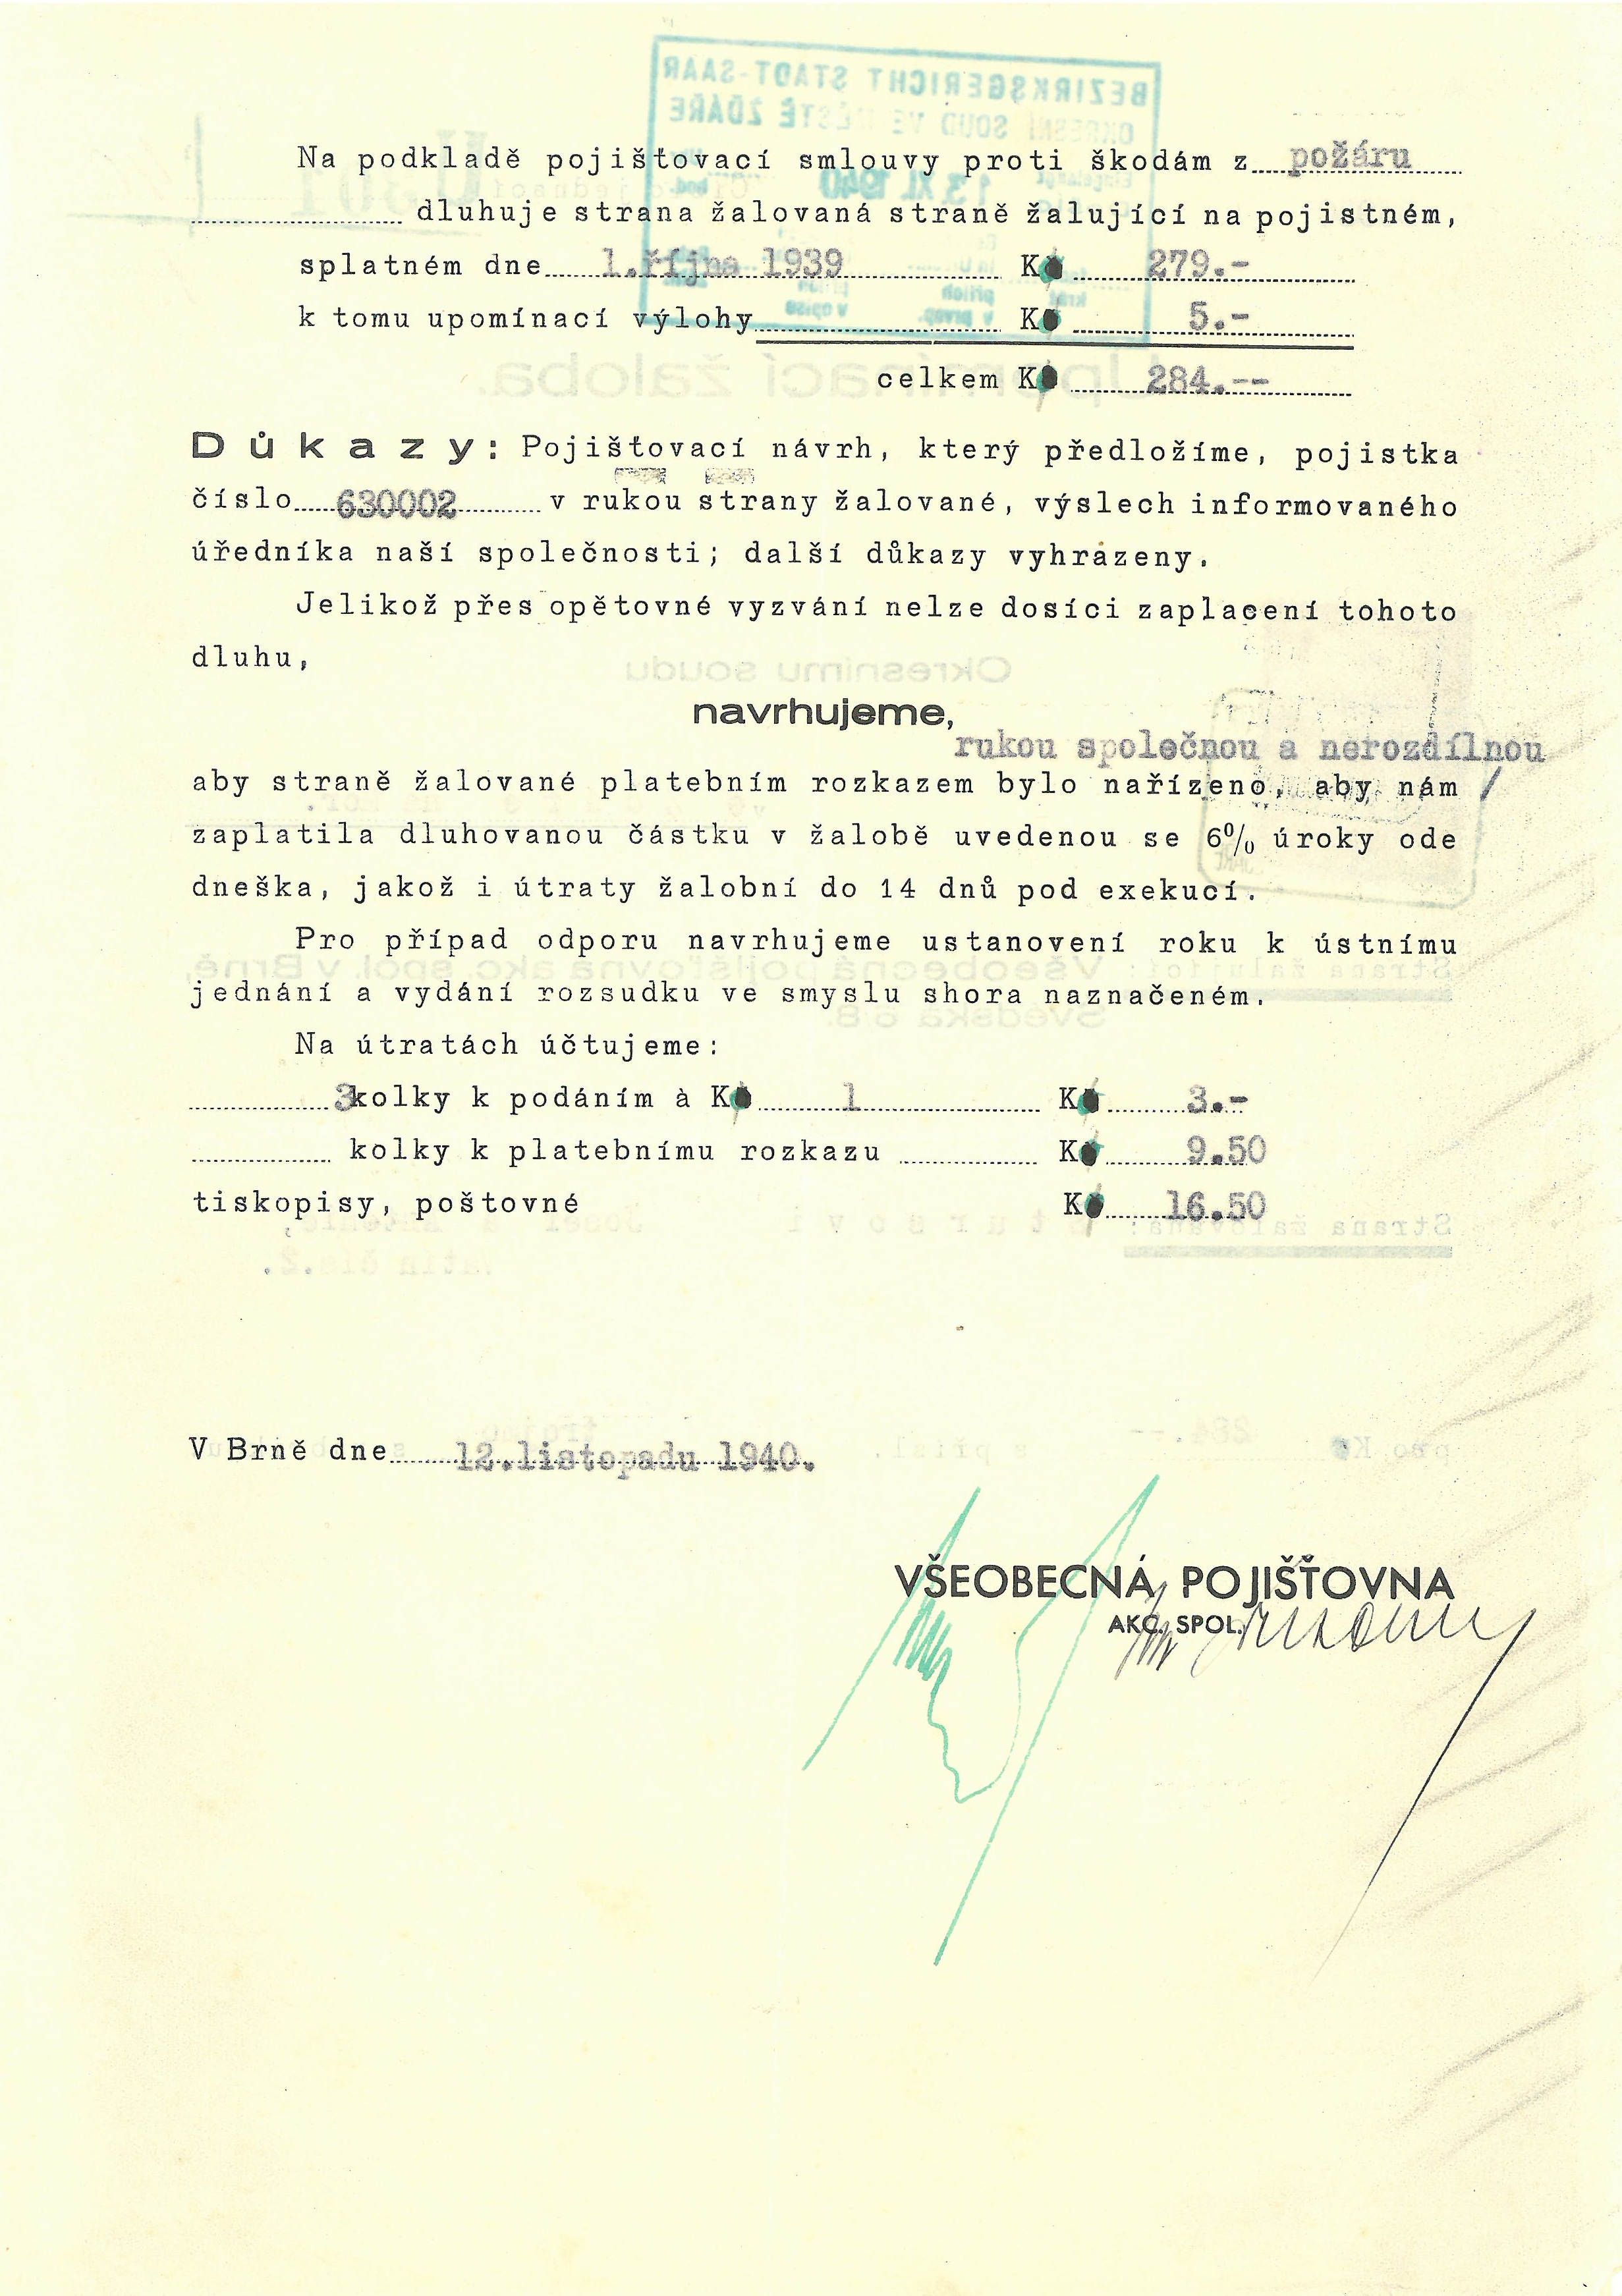 Na podkladě pojišťovací smlouvy proti škodám z požáru
dluhuje strana žalovaná straně žalující na pojistném,
splatném dne 1.října 1939 K 279.-
k tomu upomínací výlohy K 5.-
celkem K 284.--
Důkazy: Pojišťovací návrh, který předložíme, pojistka
číslo 630002 v rukou strany žalované, výslech informovaného
úředníka naší společnosti; další důkazy vyhrazeny.
Jelikož přes opětovné vyzvání nelze dosíci zaplacení tohoto
dluhu,
navrhujeme,
rukou společnou a nerozdílnou
aby straně žalované platebním rozkazem bylo nařízeno, aby nám /
zaplatila dluhovanou částku v žalobě uvedenou se 6% úroky ode
dneška, jakož i útraty žalobní do 14 dnů pod exekucí.
Pro případ odporu navrhujeme ustanovení roku k ústnímu
jednání a vydání rozsudku ve smyslu shora naznačeném.
Na útratách účtujeme:
3 kolky k podáním à K 1 K 3.-
kolky k platebnímu rozkazu K 9.50
tiskopisy, poštovné K 16.50
V Brně dne 12.listopadu 1940.
VŠEOBECNÁ POJIŠŤOVNA
AKC. SPOL.